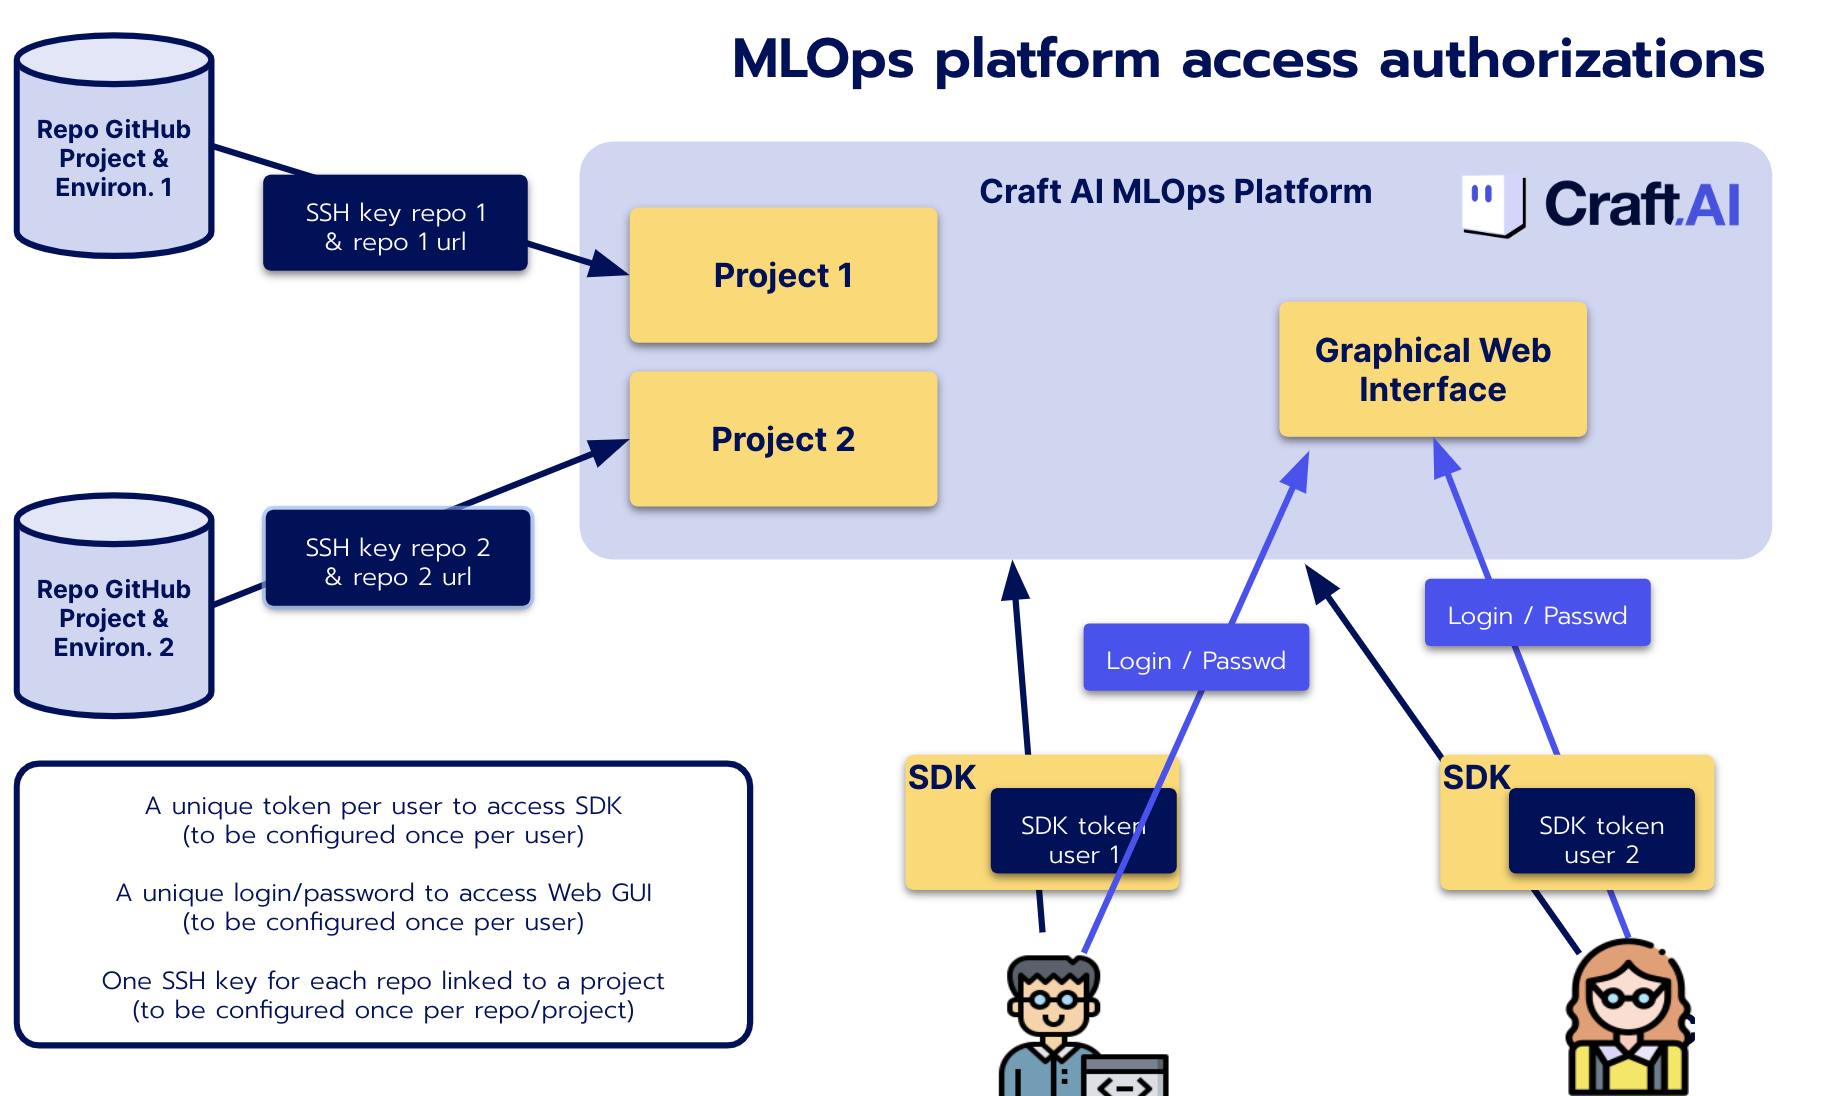 MLOps platform access authorizations
Repo GitHub
Project &
Environ. 1
SSH key repo 1
& repo 1 url
Craft AI MLOps Platform
Craft.AI
Project 1
Graphical Web
Interface
Project 2
Repo GitHub
Project &
Environ. 2
SSH key repo 2
& repo 2 url
Login / Passwd
Login / Passwd
SDK
SDK token
user 1
SDK
SDK token
user 2
A unique token per user to access SDK
(to be configured once per user)
A unique login/password to access Web GUI
(to be configured once per user)
One SSH key for each repo linked to a project
(to be configured once per repo/project)